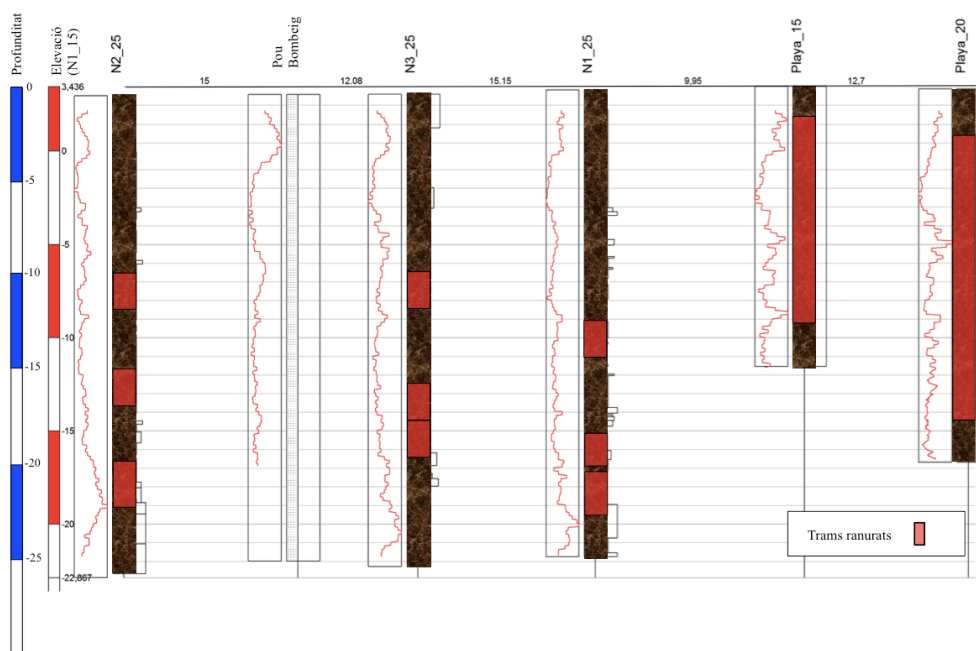 Profunditat
Elevació
(N1_15)
N2_25
Pou
Bombeig
N3_25
N1_25
Playa_15
Playa_20
15
12.08
15.15
9,95
12,7
0
-5
-10
-15
-20
-25
3,436
0
-5
-10
-15
-20
-22,867
Trams ranurats